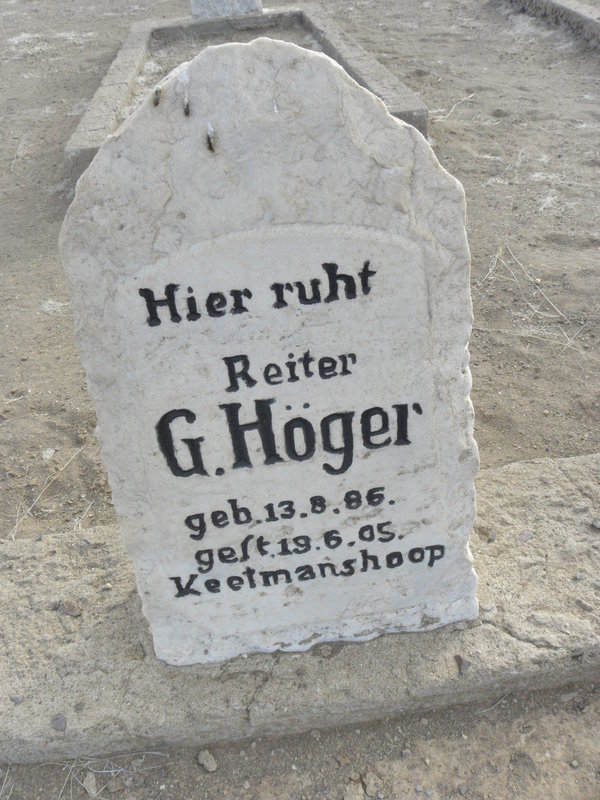 Hier ruht
Reiter
G. Höger
geb. 13. 8. 86.
gest. 19. 6. 05.
Keetmanshoop